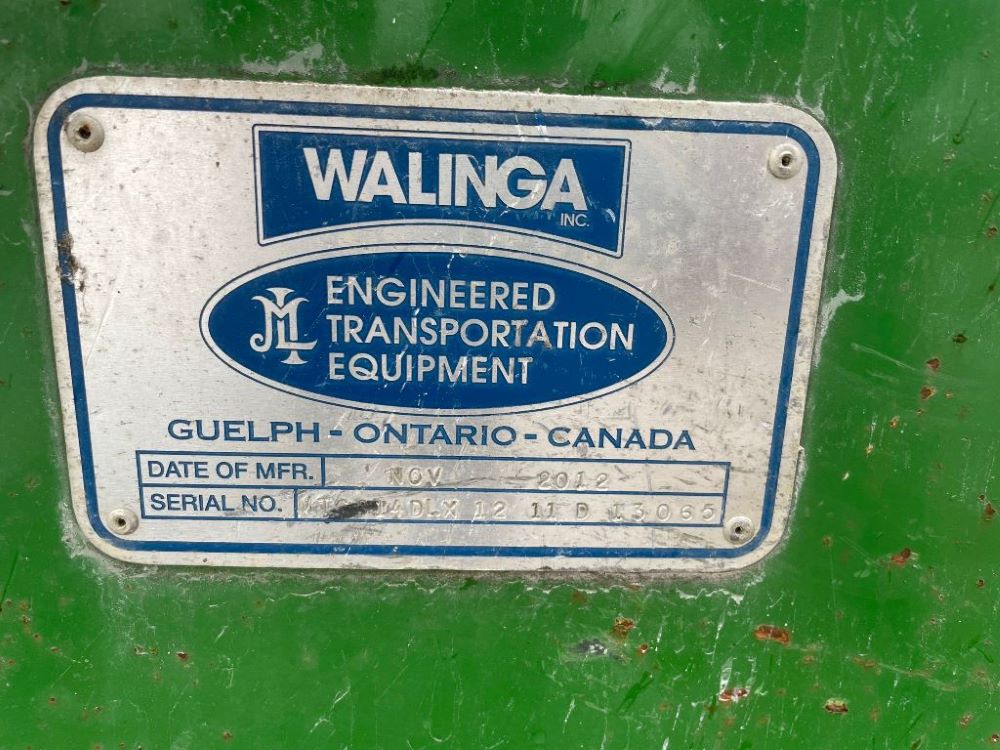 WALINGA
INC.
ENGINEERED
TRANSPORTATION
EQUIPMENT
GUELPH - ONTARIO - CANADA
DATE OF MFR. NOV 2012
SERIAL NO. 12 11 D 13065